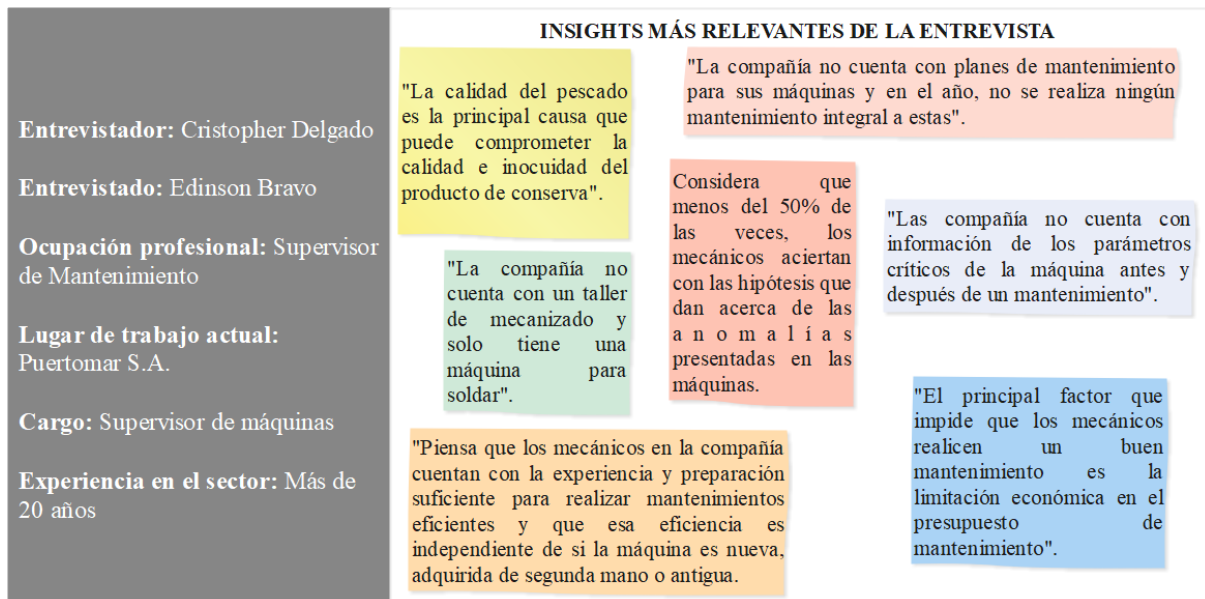 Entrevistador: Cristopher Delgado
Entrevistado: Edinson Bravo
Ocupación profesional: Supervisor
de Mantenimiento
Lugar de trabajo actual:
Puertomar S.A.
Cargo: Supervisor de máquinas
Experiencia en el sector: Más de
20 años
INSIGHTS MÁS RELEVANTES DE LA ENTREVISTA
"La calidad del pescado
es la principal causa que
puede comprometer la
calidad e inocuidad del
producto de conserva".
"La compañía no cuenta con planes de mantenimiento
para sus máquinas y en el año, no se realiza ningún
mantenimiento integral a estas".
Considera que
menos del 50% de
las veces, los
mecánicos aciertan
con las hipótesis que
dan acerca de las
anomalías
presentadas en las
máquinas.
"Las compañía no cuenta con
información de los parámetros
críticos de la máquina antes y
después de un mantenimiento".
"La compañía no
cuenta con un taller
de mecanizado y
solo tiene una
máquina para
soldar".
"El principal factor que
impide que los mecánicos
realicen un buen
mantenimiento es la
limitación económica en el
presupuesto de
mantenimiento".
"Piensa que los mecánicos en la compañía
cuentan con la experiencia y preparación
suficiente para realizar mantenimientos
eficientes y que esa eficiencia es
independiente de si la máquina es nueva,
adquirida de segunda mano o antigua.